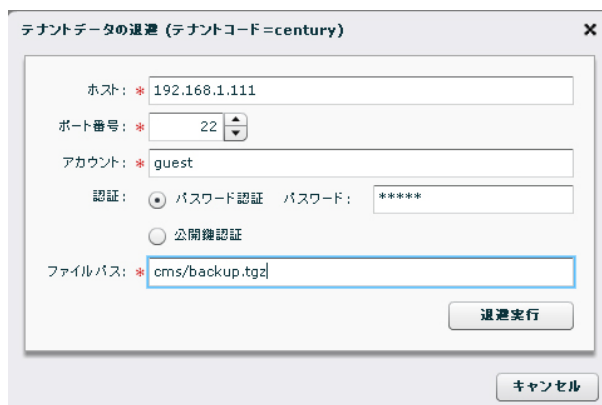 テナントデータの退避 (テナントコード=century)
ホスト: * 192.168.1.111
ポート番号: * 22
アカウント: * guest
認証: パスワード認証 パスワード: *****
公開鍵認証
ファイルパス: * cms/backup.tgz
退避実行
キャンセル